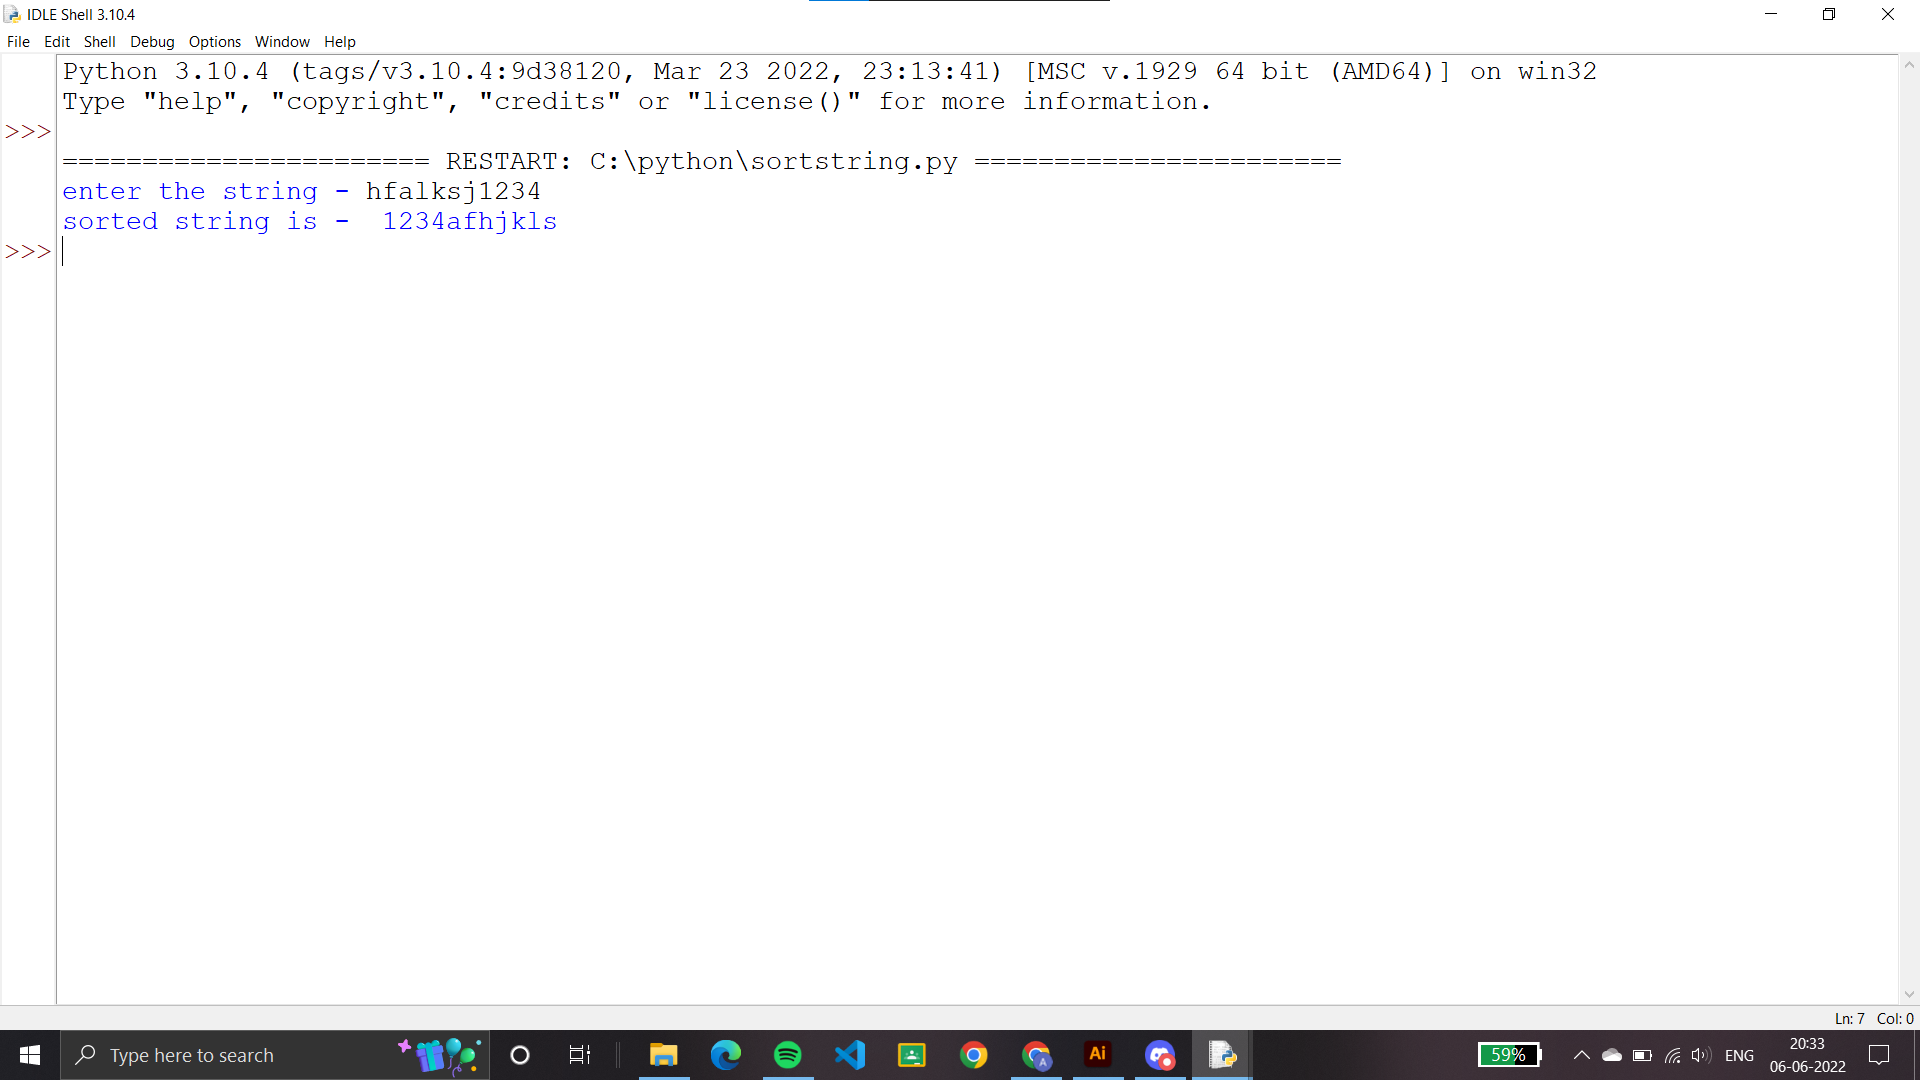 IDLE Shell 3.10.4
File Edit Shell Debug Options Window Help
Python 3.10.4 (tags/v3.10.4:9d38120, Mar 23 2022, 23:13:41) [MSC v.1929 64 bit (AMD64)] on win32
Type "help", "copyright", "credits" or "license()" for more information.
>>>
======================= RESTART: C:\python\sortstring.py =======================
enter the string - hfalksj1234
sorted string is -  1234afhjkls
>>>
Ln: 7 Col: 0
Type here to search
A
Ai
59%
ENG
20:33
06-06-2022